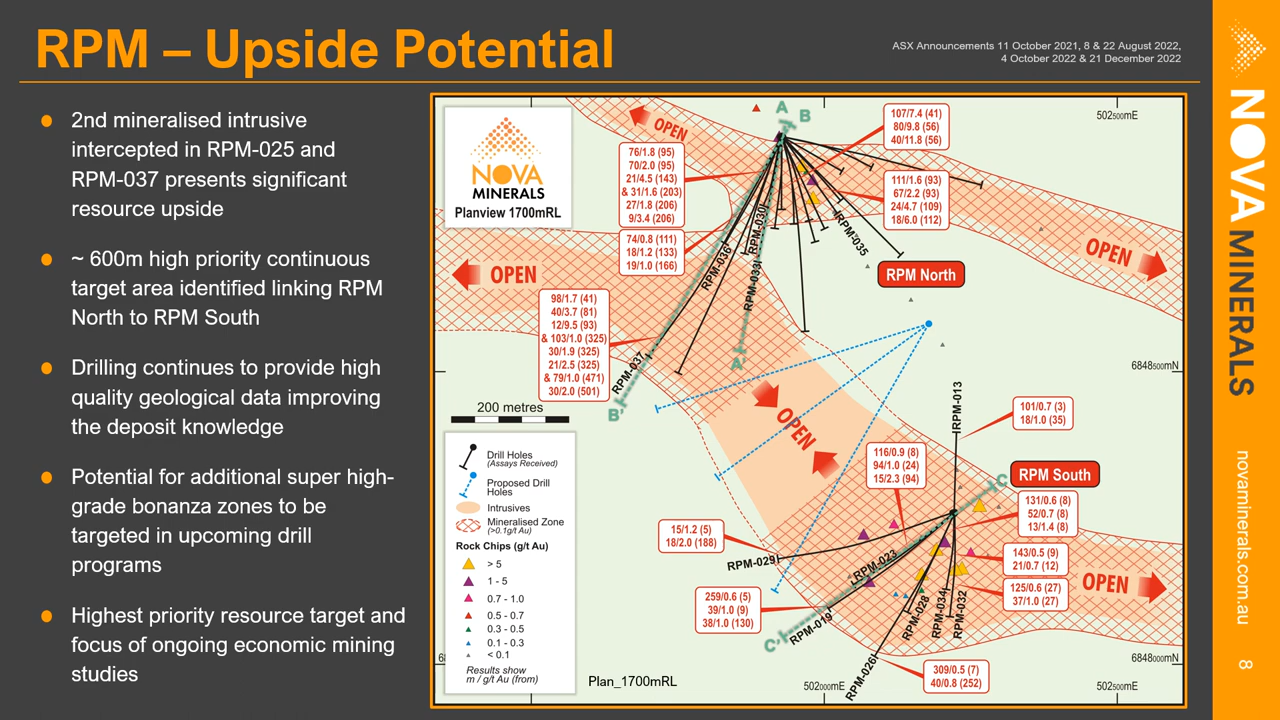 RPM – Upside Potential
ASX Announcements 11 October 2021, 8 & 22 August 2022,
4 October 2022 & 21 December 2022
2nd mineralised intrusive
intercepted in RPM-025 and
RPM-037 presents significant
resource upside
~ 600m high priority continuous
target area identified linking RPM
North to RPM South
Drilling continues to provide high
quality geological data improving
the deposit knowledge
Potential for additional super high-
grade bonanza zones to be
targeted in upcoming drill
programs
Highest priority resource target and
focus of ongoing economic mining
studies
NOVA
MINERALS
Planview 1700mRL
OPEN
A
B
502500mE
107/7.4 (41)
80/9.8 (56)
40/11.8 (56)
76/1.8 (95)
70/2.0 (95)
21/4.5 (143)
& 31/1.6 (203)
27/1.8 (206)
9/3.4 (206)
111/1.6 (93)
67/2.2 (93)
24/4.7 (109)
18/6.0 (112)
74/0.8 (111)
18/1.2 (133)
19/1.0 (166)
RPM-030
RPM-035
RPM-036
RPM-033
OPEN
OPEN
RPM North
98/1.7 (41)
40/3.7 (81)
12/9.5 (93)
& 103/1.0 (325)
30/1.9 (325)
21/2.5 (325)
& 79/1.0 (471)
30/2.0 (501)
RPM-037
A'
B'
6848500mN
200 metres
OPEN
RPM-013
101/0.7 (3)
18/1.0 (35)
116/0.9 (8)
94/1.0 (24)
15/2.3 (94)
C
RPM South
131/0.6 (8)
52/0.7 (8)
13/1.4 (8)
15/1.2 (5)
18/2.0 (188)
RPM-029
RPM-023
143/0.5 (9)
21/0.7 (12)
OPEN
125/0.6 (27)
37/1.0 (27)
259/0.6 (5)
39/1.0 (9)
38/1.0 (130)
RPM-019
RPM-028
RPM-034
RPM-032
C'
RPM-026
309/0.5 (7)
40/0.8 (252)
6848000mN
502000mE
502500mE
Plan_1700mRL
Drill Holes
(Assays Received)
Proposed Drill
Holes
Intrusives
Mineralised Zone
(>0.1g/t Au)
Rock Chips (g/t Au)
> 5
1 - 5
0.7 - 1.0
0.5 - 0.7
0.3 - 0.5
0.1 - 0.3
< 0.1
Results show
m / g/t Au (from)
68
NOVA MINERALS
novaminerals.com.au
8